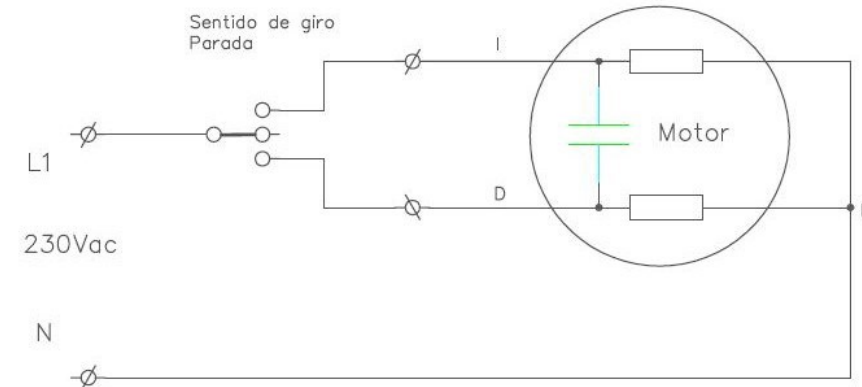 Sentido de giro
Parada
I
L1
Motor
D
230Vac
N